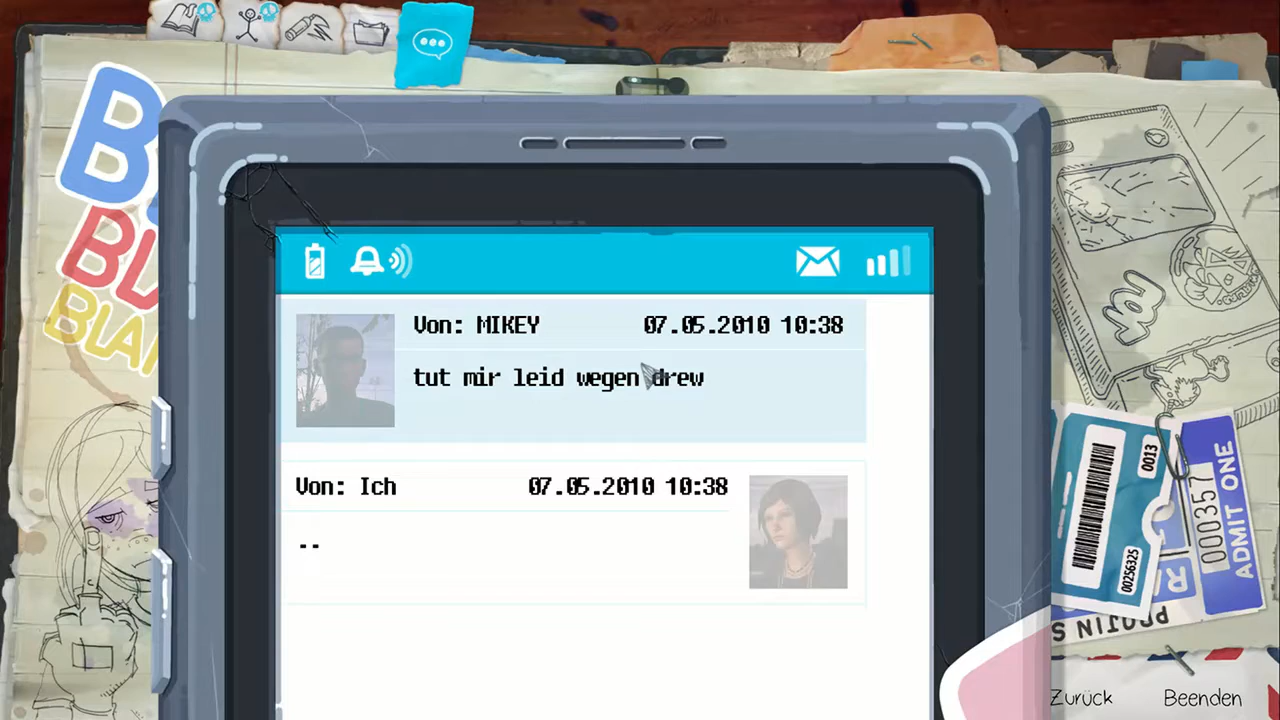 Von: MIKEY 07.05.2010 10:38
tut mir leid wegen drew
Von: Ich 07.05.2010 10:38
--
0013
00256325
000357
ADMIT ONE
Zurück Beenden